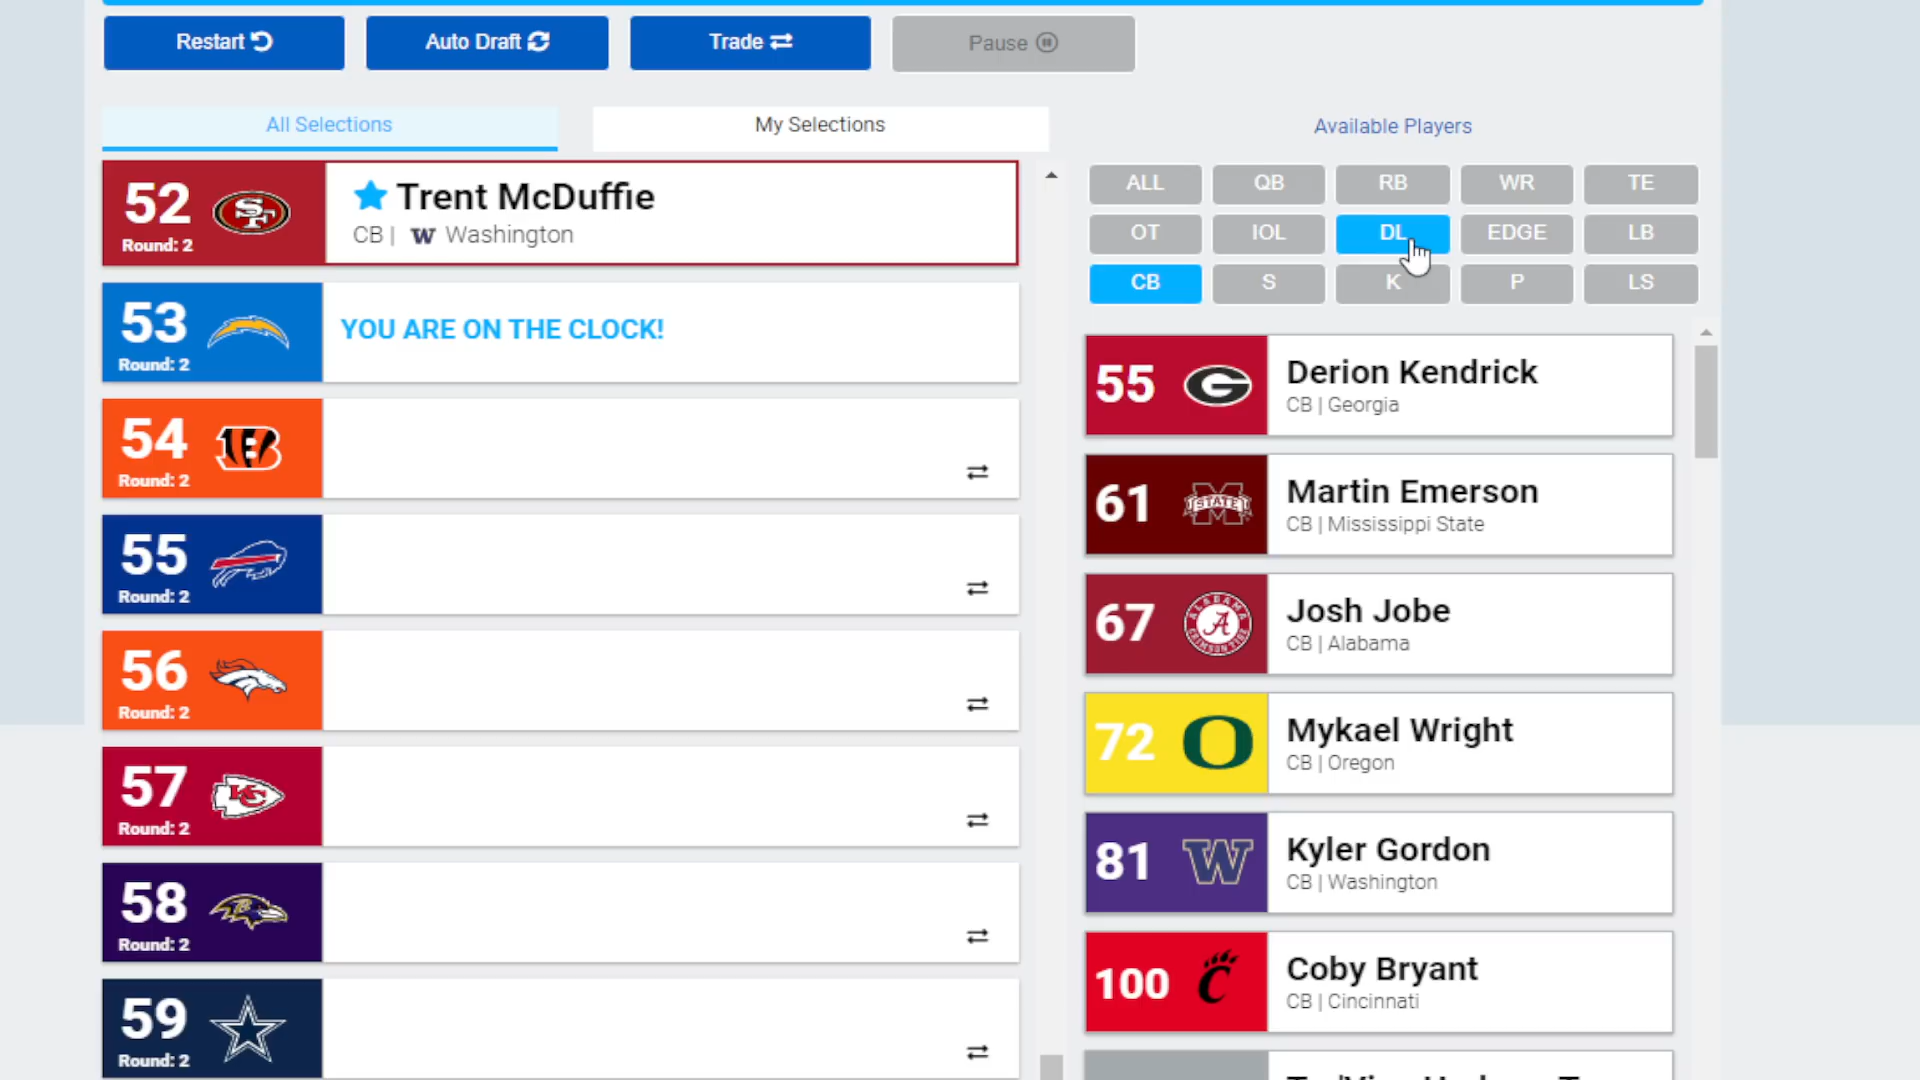 Restart
Auto Draft
Trade
Pause
All Selections
My Selections
Available Players
52
Round: 2
Trent McDuffie
CB | W Washington
53
Round: 2
YOU ARE ON THE CLOCK!
54
Round: 2
55
Round: 2
56
Round: 2
57
Round: 2
58
Round: 2
59
Round: 2
ALL QB RB WR TE
OT IOL DL EDGE LB
CB S K P LS
55 G
Derion Kendrick
CB | Georgia
61 STATE
Martin Emerson
CB | Mississippi State
67 ALABAMA A CRIMSON TIDE
Josh Jobe
CB | Alabama
72 O
Mykael Wright
CB | Oregon
81 W
Kyler Gordon
CB | Washington
100 C
Coby Bryant
CB | Cincinnati